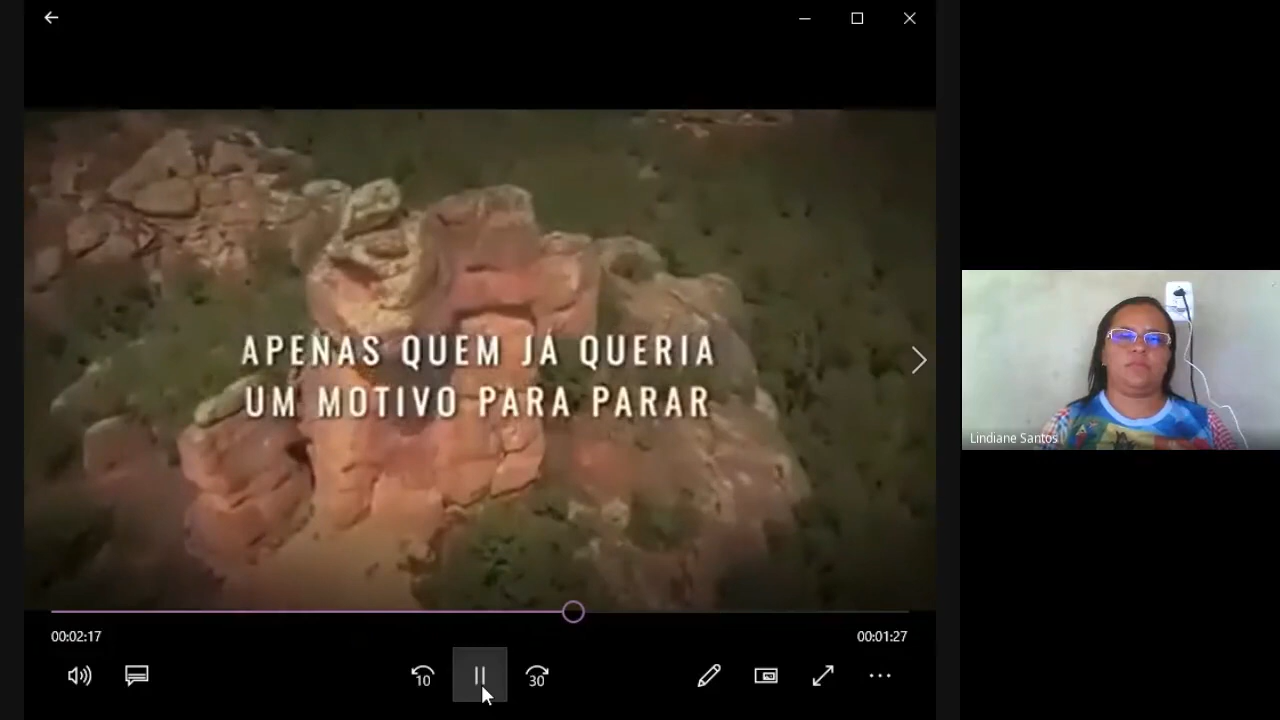 APENAS QUEM JÁ QUERIA
UM MOTIVO PARA PARAR
Lindiane Santos
00:02:17
00:01:27
10
30